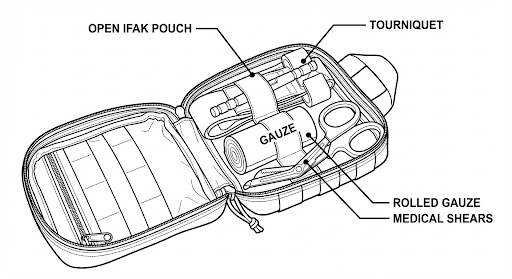 OPEN IFAK POUCH
TOURNIQUET
GAUZE
ROLLED GAUZE
MEDICAL SHEARS